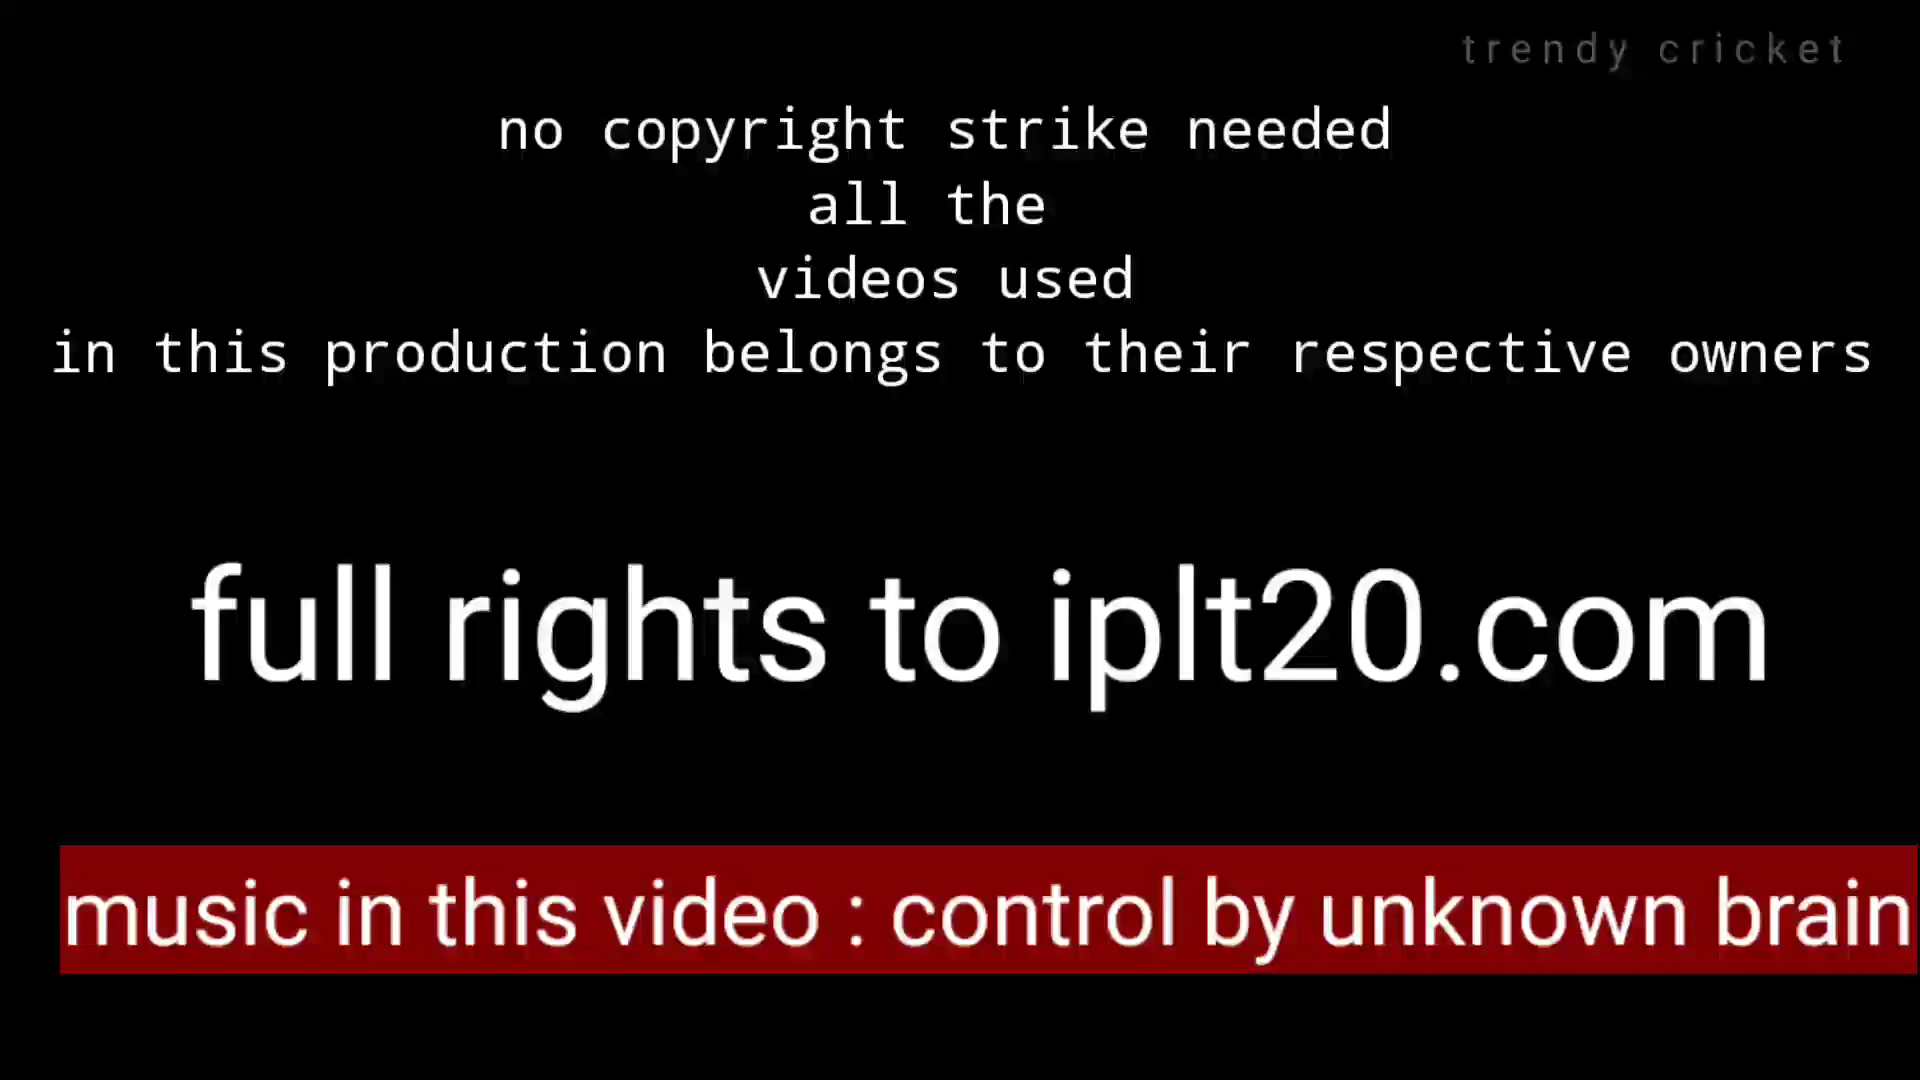 trendy cricket
no copyright strike needed
all the
videos used
in this production belongs to their respective owners
full rights to iplt20.com
music in this video : control by unknown brain